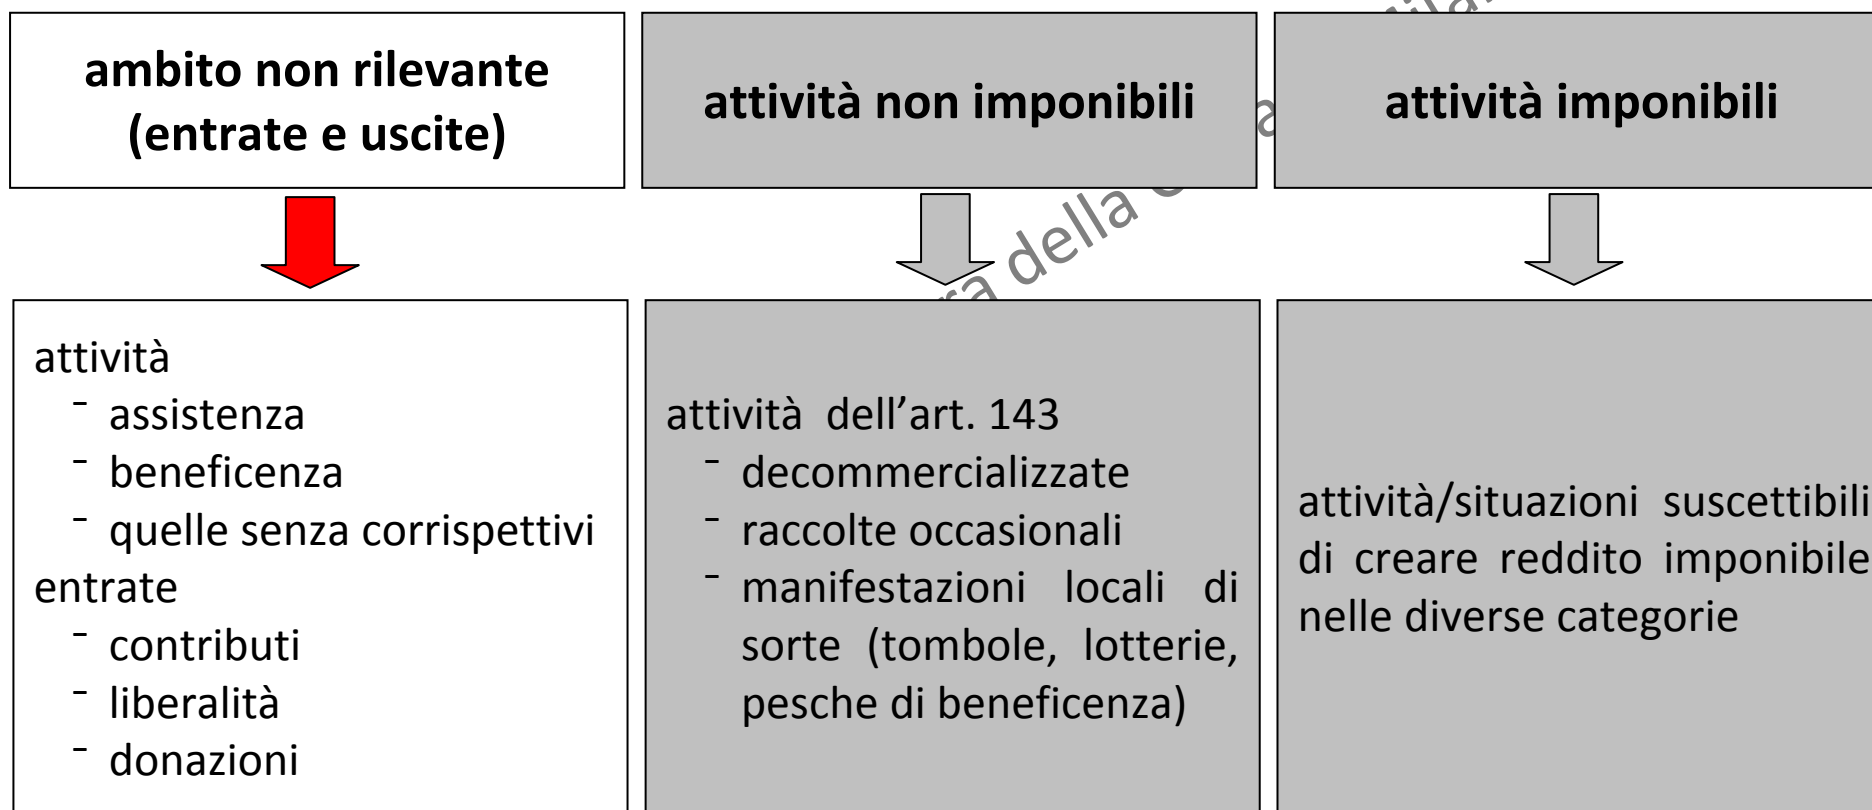 ambito non rilevante
(entrate e uscite)
attività non imponibili
attività imponibili
attività
⁻ assistenza
⁻ beneficenza
⁻ quelle senza corrispettivi
entrate
⁻ contributi
⁻ liberalità
⁻ donazioni
attività dell’art. 143
⁻ decommercializzate
⁻ raccolte occasionali
⁻ manifestazioni locali di
sorte (tombole, lotterie,
pesche di beneficenza)
attività/situazioni suscettibili
di creare reddito imponibile
nelle diverse categorie
della